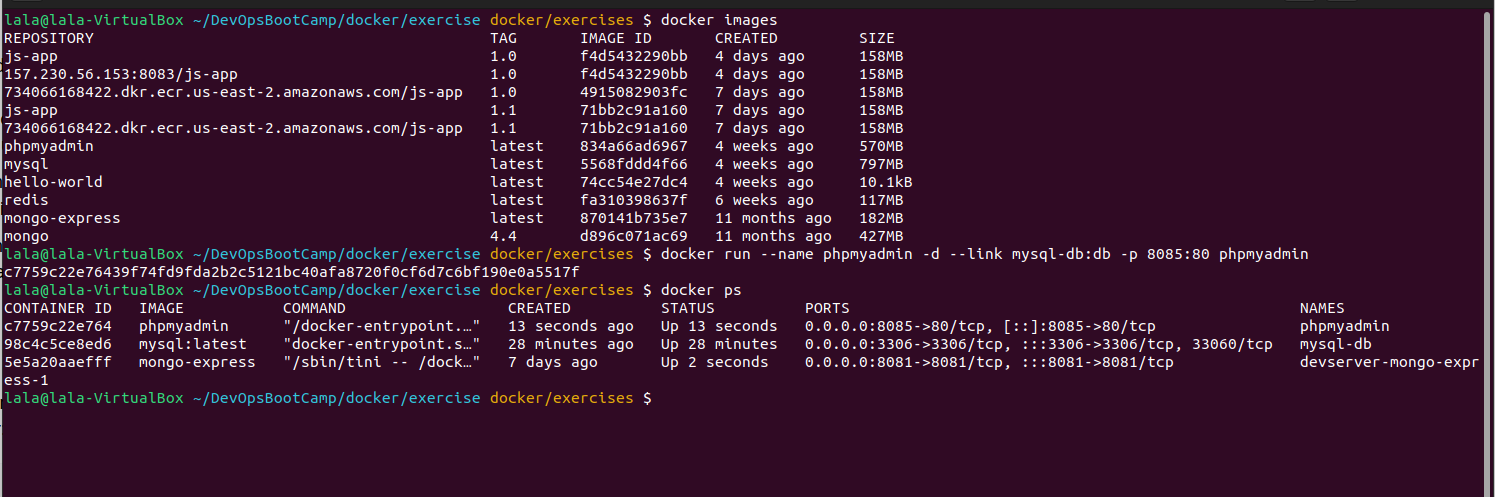 lala@lala-VirtualBox ~/DevOpsBootCamp/docker/exercise docker/exercises $ docker images
REPOSITORY TAG IMAGE ID CREATED SIZE
js-app 1.0 f4d5432290bb 4 days ago 158MB
157.230.56.153:8083/js-app 1.0 f4d5432290bb 4 days ago 158MB
734066168422.dkr.ecr.us-east-2.amazonaws.com/js-app 1.0 4915082903fc 7 days ago 158MB
js-app 1.1 71bb2c91a160 7 days ago 158MB
734066168422.dkr.ecr.us-east-2.amazonaws.com/js-app 1.1 71bb2c91a160 7 days ago 158MB
phpmyadmin latest 834a66ad6967 4 weeks ago 570MB
mysql latest 5568fddd4f66 4 weeks ago 797MB
hello-world latest 74cc54e27dc4 4 weeks ago 10.1kB
redis latest fa310398637f 6 weeks ago 117MB
mongo-express latest 870141b735e7 11 months ago 182MB
mongo 4.4 d896c071ac69 11 months ago 427MB
lala@lala-VirtualBox ~/DevOpsBootCamp/docker/exercise docker/exercises $ docker run --name phpmyadmin -d --link mysql-db:db -p 8085:80 phpmyadmin
c7759c22e76439f74fd9fda2b2c5121bc40afa8720f0cf6d7c6bf190e0a5517f
lala@lala-VirtualBox ~/DevOpsBootCamp/docker/exercise docker/exercises $ docker ps
CONTAINER ID IMAGE COMMAND CREATED STATUS PORTS NAMES
c7759c22e764 phpmyadmin "/docker-entrypoint.…" 13 seconds ago Up 13 seconds 0.0.0.0:8085->80/tcp, [::]:8085->80/tcp phpmyadmin
98c4c5ce8ed6 mysql:latest "docker-entrypoint.s…" 28 minutes ago Up 28 minutes 0.0.0.0:3306->3306/tcp, :::3306->3306/tcp, 33060/tcp mysql-db
5e5a20aaefff mongo-express "/sbin/tini -- /dock…" 7 days ago Up 2 seconds 0.0.0.0:8081->8081/tcp, :::8081->8081/tcp devserver-mongo-expr
ess-1
lala@lala-VirtualBox ~/DevOpsBootCamp/docker/exercise docker/exercises $